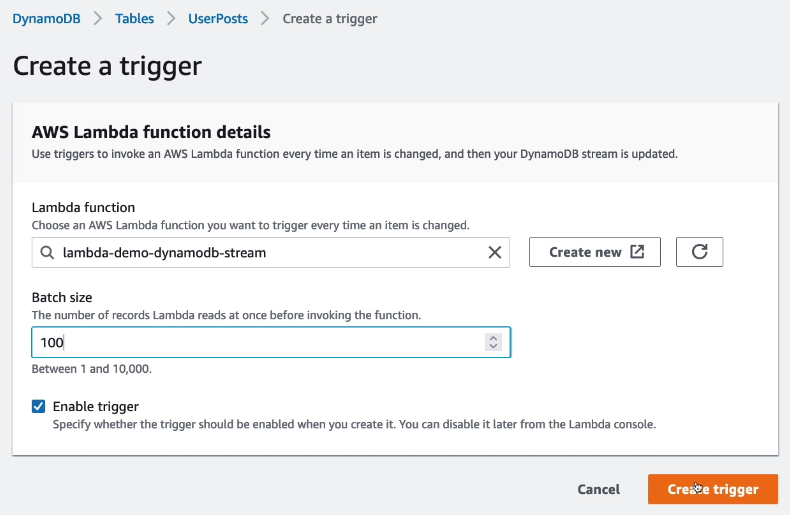 DynamoDB > Tables > UserPosts > Create a trigger
Create a trigger
AWS Lambda function details
Use triggers to invoke an AWS Lambda function every time an item is changed, and then your DynamoDB stream is updated.
Lambda function
Choose an AWS Lambda function you want to trigger every time an item is changed.
lambda-demo-dynamodb-stream
Create new
Batch size
The number of records Lambda reads at once before invoking the function.
100
Between 1 and 10,000.
Enable trigger
Specify whether the trigger should be enabled when you create it. You can disable it later from the Lambda console.
Cancel
Create trigger